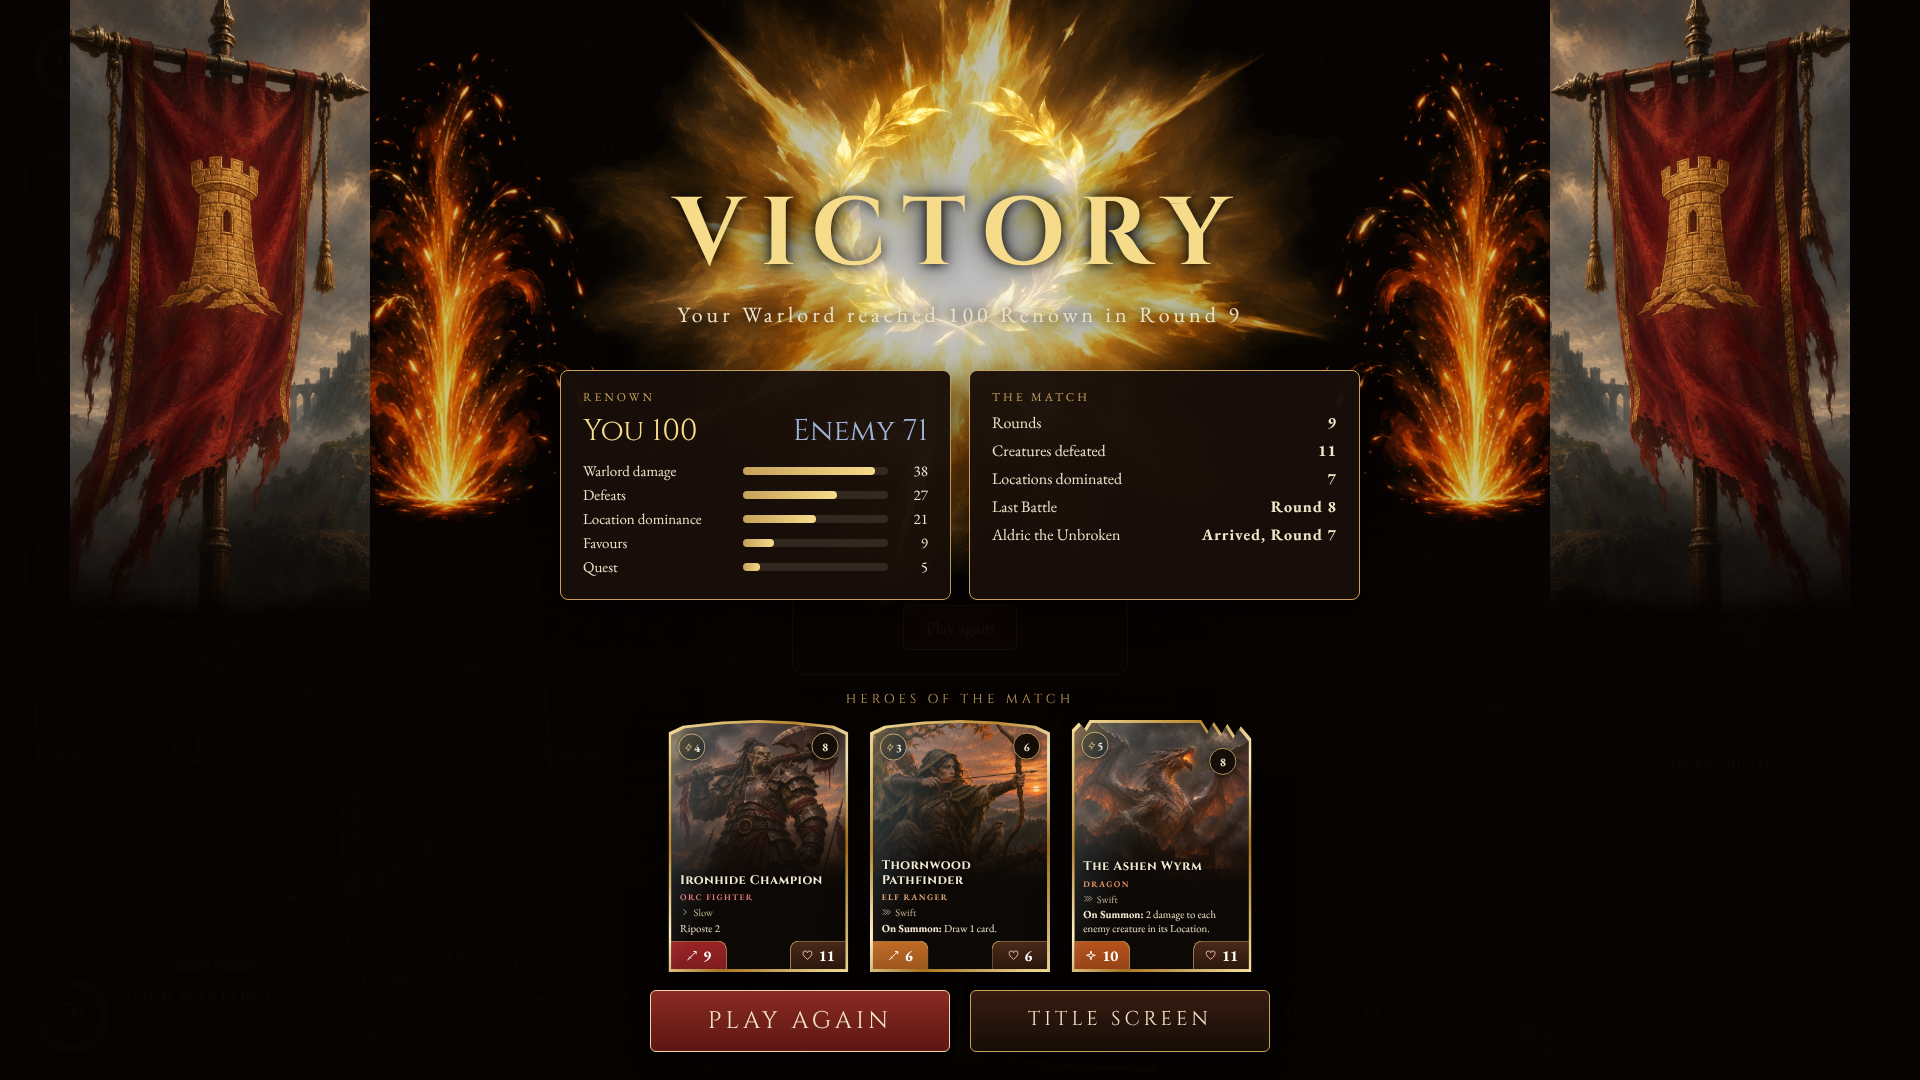 VICTORY
Your Warlord reached 100 Renown in Round 9
RENOWN
You 100 Enemy 71
Warlord damage 38
Defeats 27
Location dominance 21
Favours 9
Quest 5
THE MATCH
Rounds 9
Creatures defeated 11
Locations dominated 7
Last Battle Round 8
Aldric the Unbroken Arrived, Round 7
Play again
HEROES OF THE MATCH
4 8
Ironhide Champion
ORC FIGHTER
Slow
Riposte 2
9 11
3 6
Thornwood
Pathfinder
ELF RANGER
Swift
On Summon: Draw 1 card.
6 6
5 8
The Ashen Wyrm
DRAGON
Swift
On Summon: 2 damage to each
enemy creature in its Location.
10 11
YOUR WARLORD
PLAY AGAIN
TITLE SCREEN